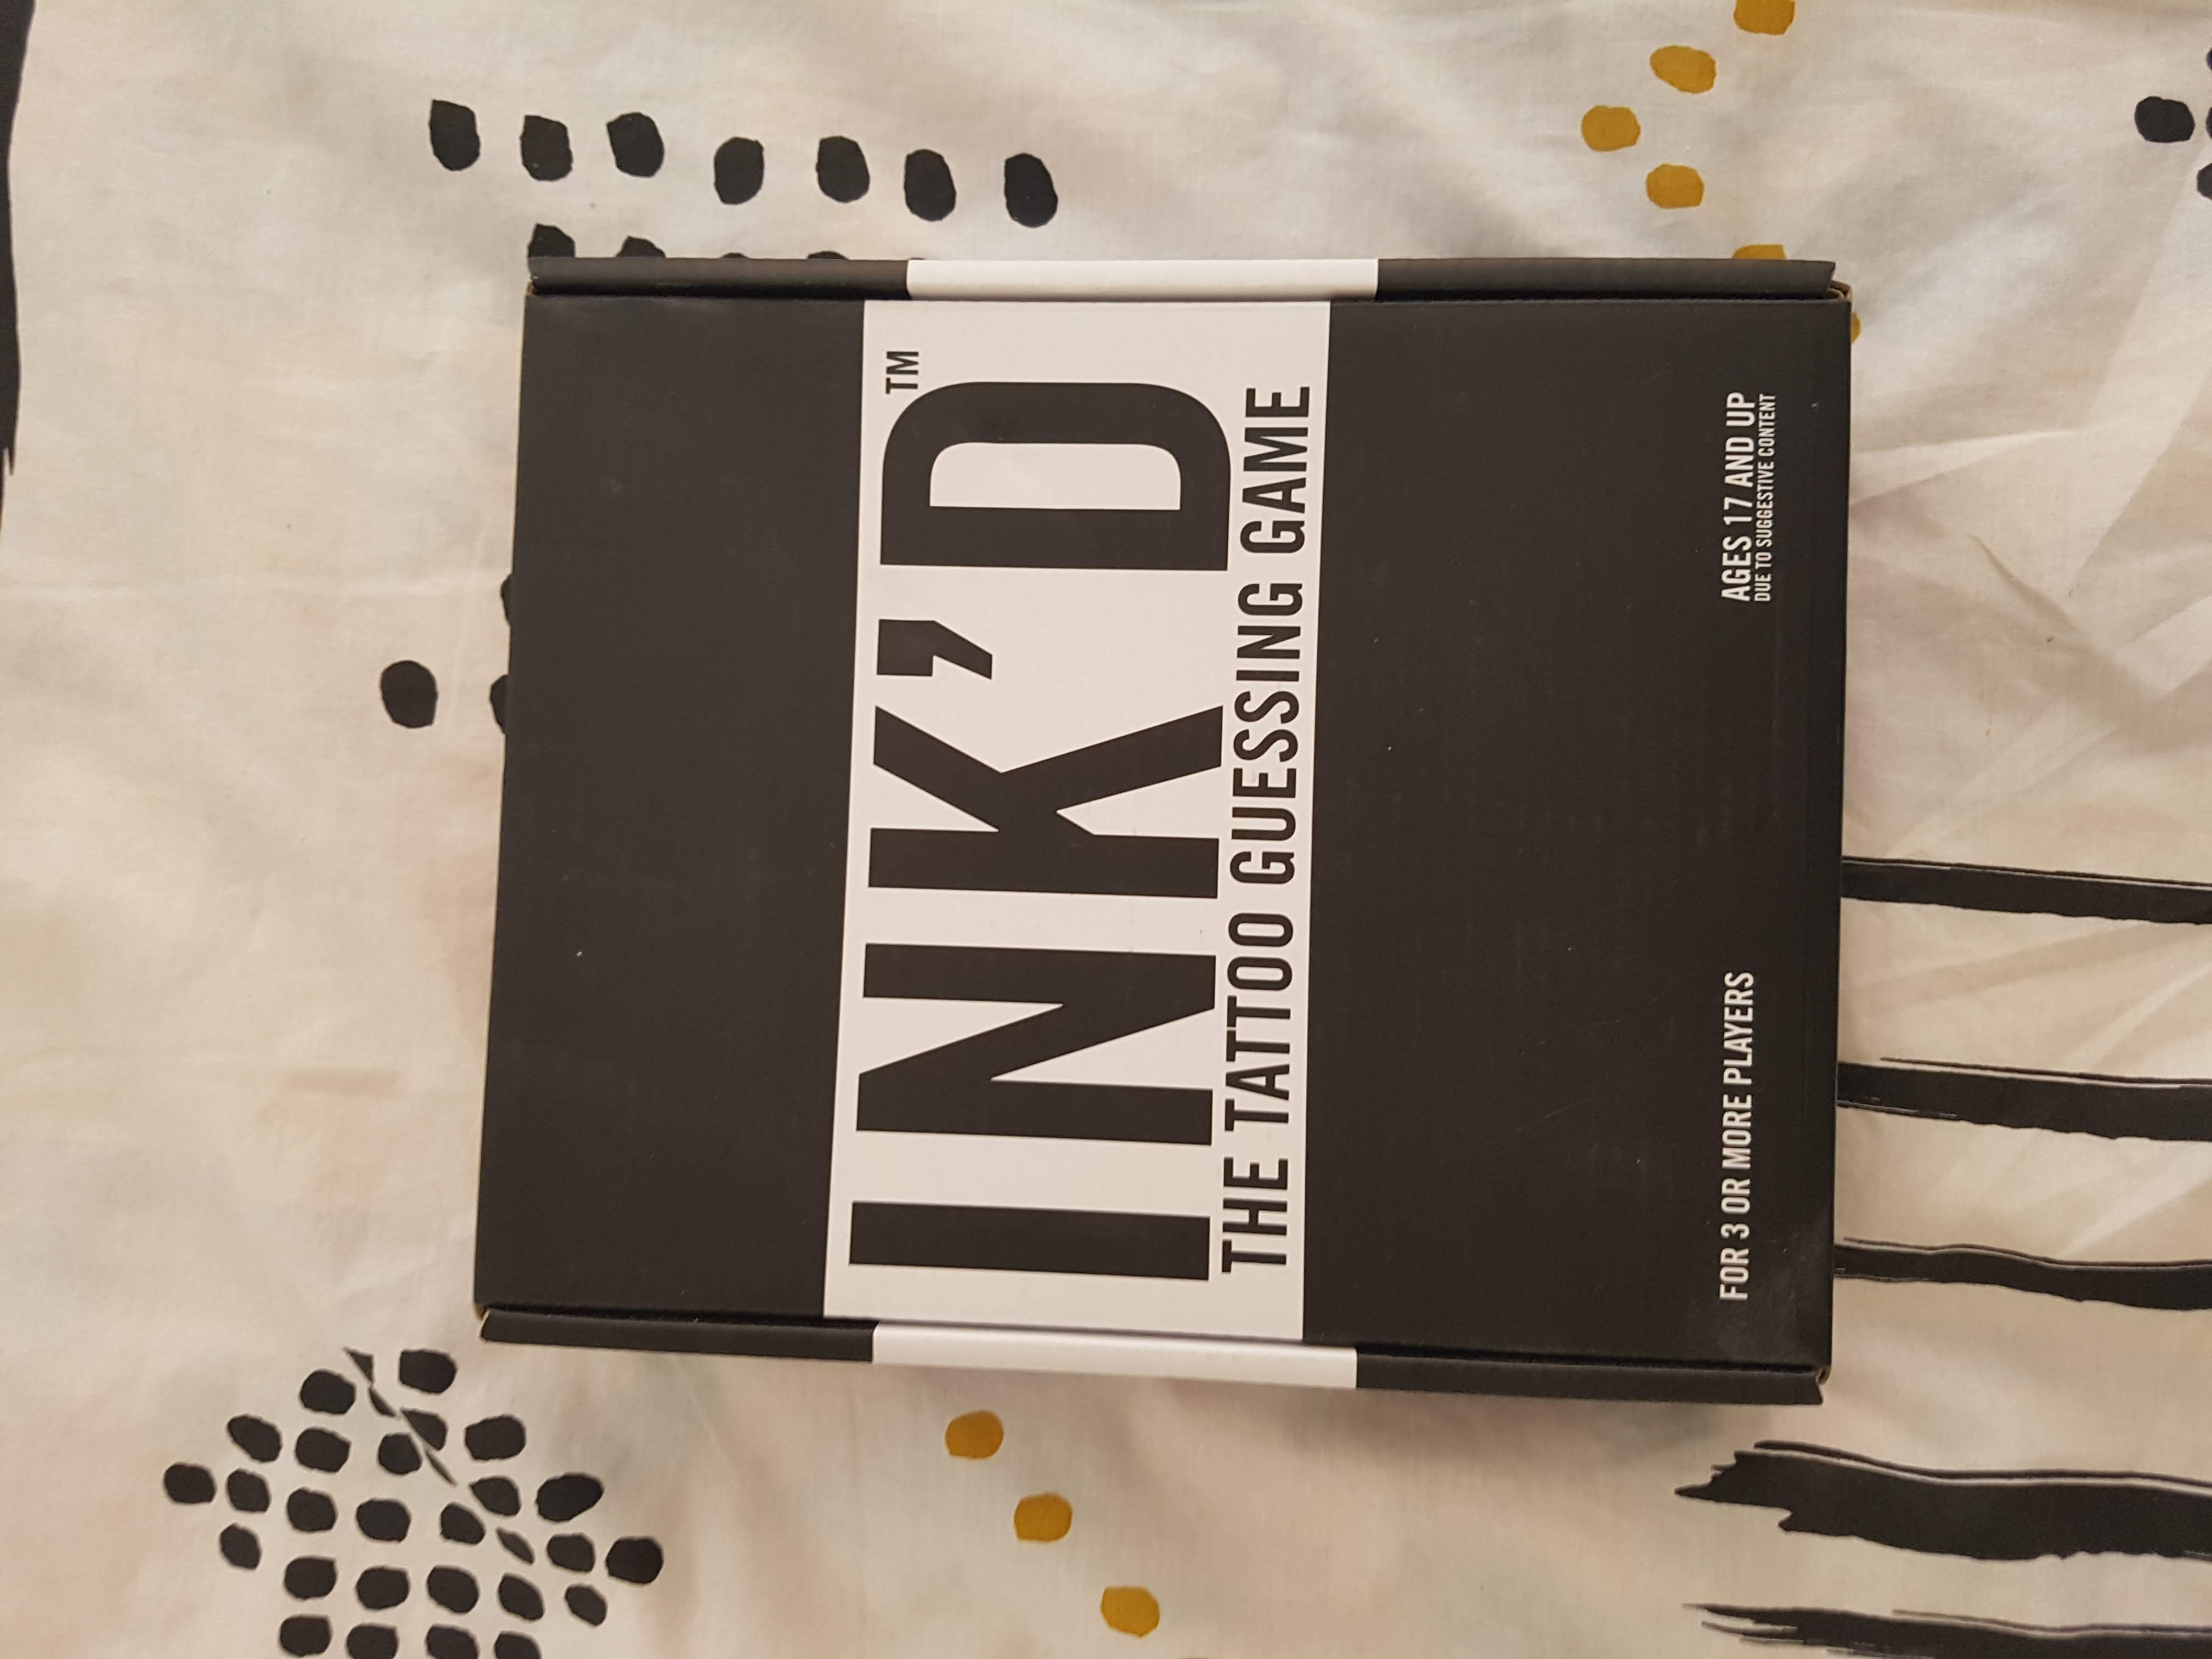 INK'D™
THE TATTOO GUESSING GAME
FOR 3 OR MORE PLAYERS
AGES 17 AND UP
DUE TO SUGGESTIVE CONTENT